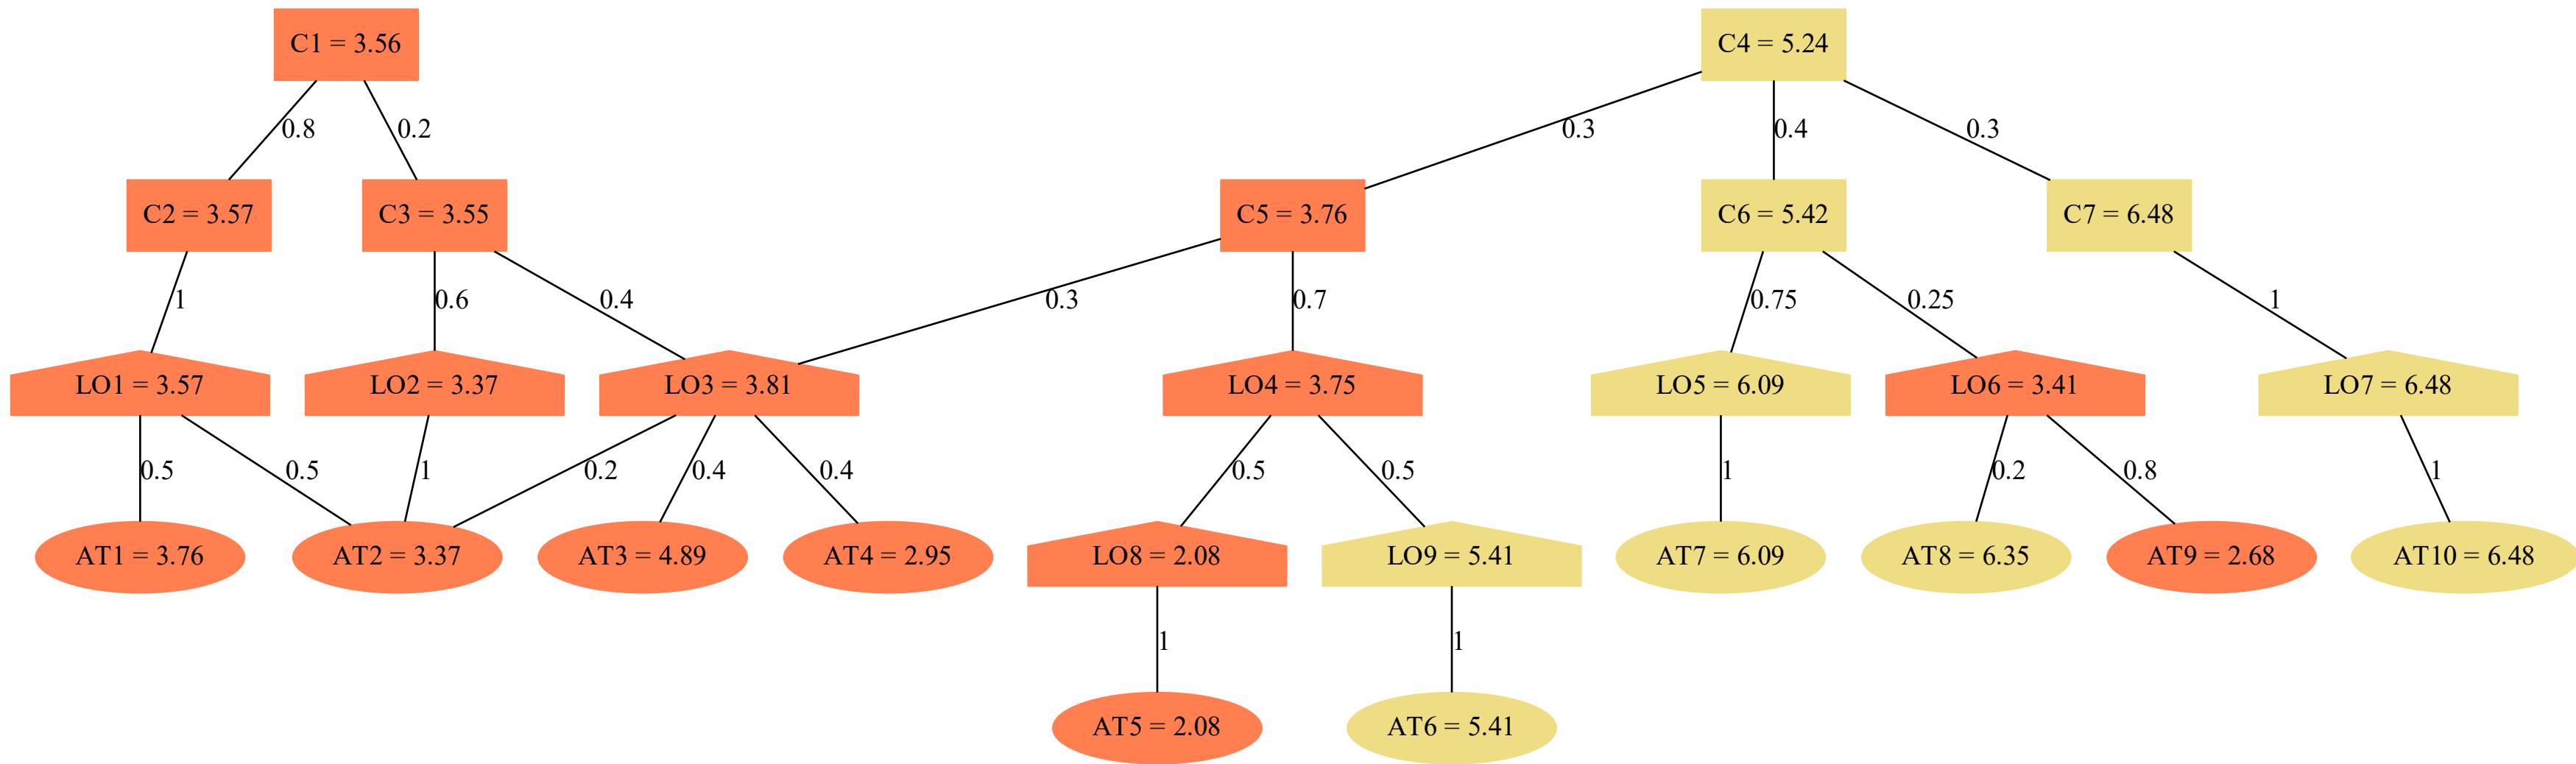 C1 = 3.56
C4 = 5.24
0.8
0.2
0.3
0.4
0.3
C2 = 3.57
C3 = 3.55
C5 = 3.76
C6 = 5.42
C7 = 6.48
1
0.6
0.4
0.3
0.7
0.75
0.25
1
LO1 = 3.57
LO2 = 3.37
LO3 = 3.81
LO4 = 3.75
LO5 = 6.09
LO6 = 3.41
LO7 = 6.48
0.5
0.5
1
0.2
0.4
0.4
0.5
0.5
1
0.2
0.8
1
AT1 = 3.76
AT2 = 3.37
AT3 = 4.89
AT4 = 2.95
LO8 = 2.08
LO9 = 5.41
AT7 = 6.09
AT8 = 6.35
AT9 = 2.68
AT10 = 6.48
1
1
AT5 = 2.08
AT6 = 5.41